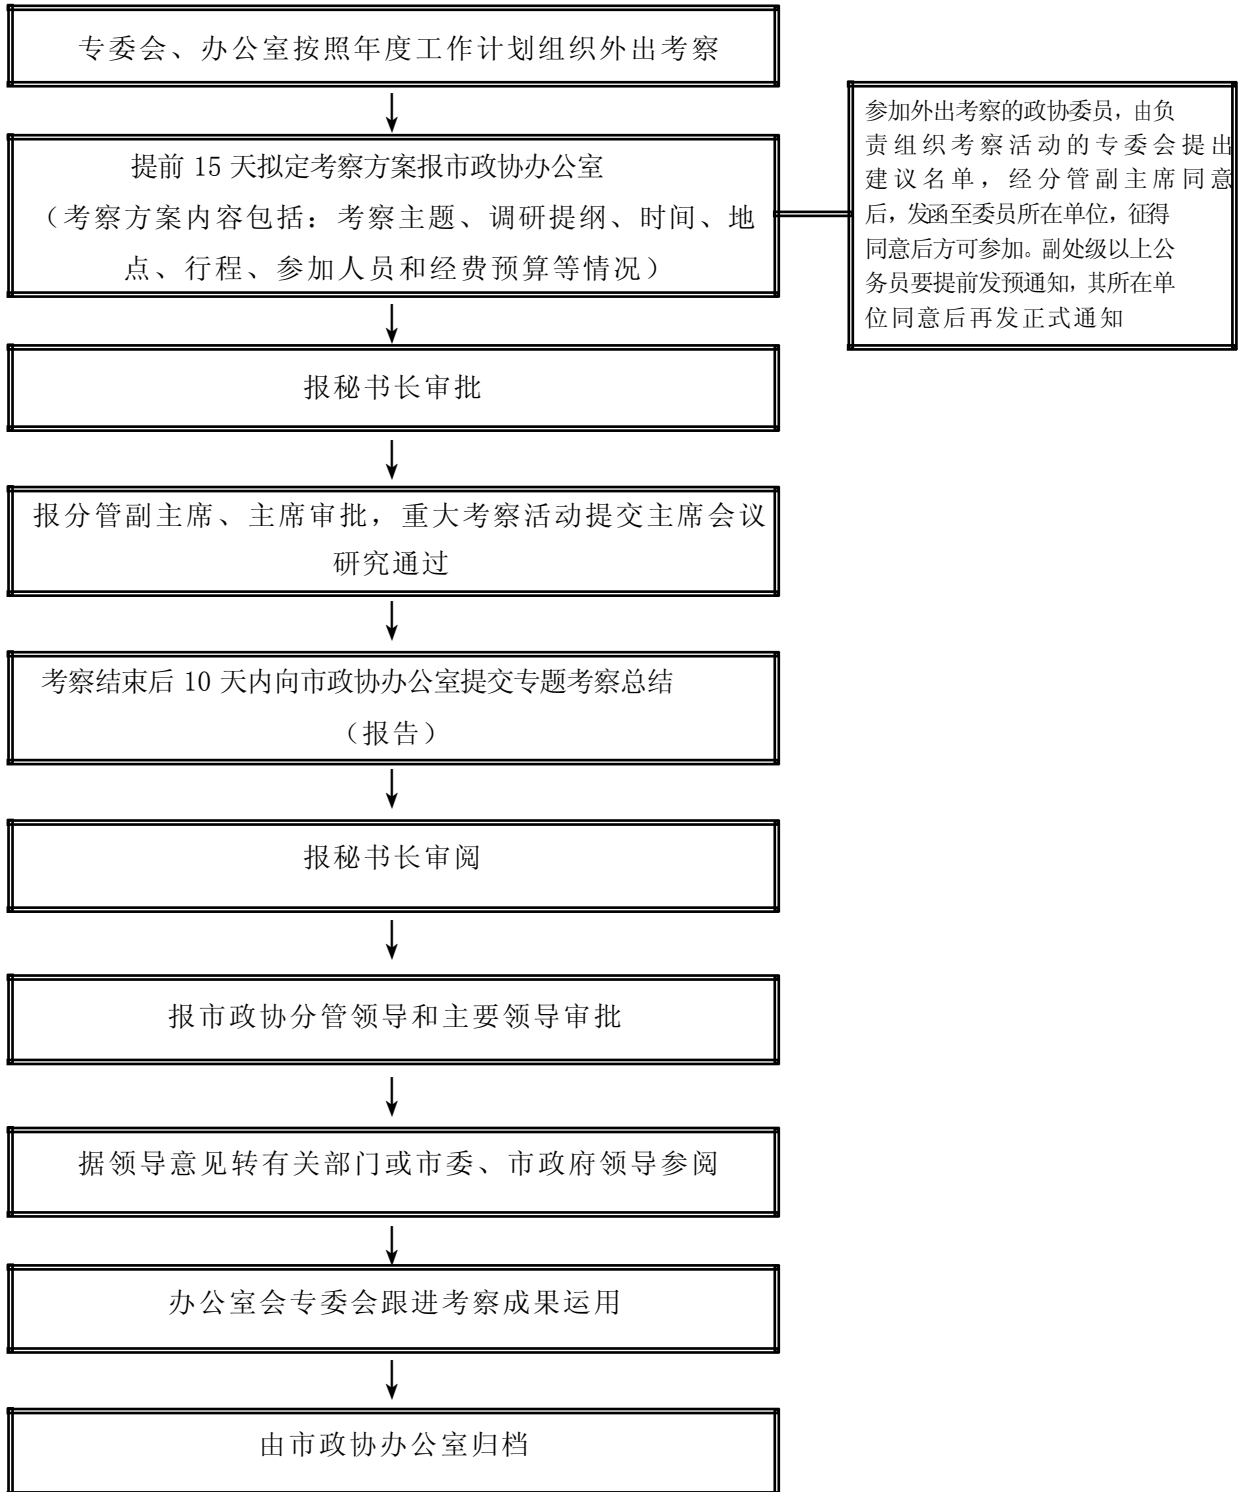 专委会、办公室按照年度工作计划组织外出考察
提前 15 天拟定考察方案报市政协办公室
（考察方案内容包括：考察主题、调研提纲、时间、地
点、行程、参加人员和经费预算等情况）
参加外出考察的政协委员，由负
责组织考察活动的专委会提出
建议名单，经分管副主席同意
后，发函至委员所在单位，征得
同意后方可参加。副处级以上公
务员要提前发预通知，其所在单
位同意后再发正式通知
报秘书长审批
报分管副主席、主席审批，重大考察活动提交主席会议
研究通过
考察结束后 10 天内向市政协办公室提交专题考察总结
（报告）
报秘书长审阅
报市政协分管领导和主要领导审批
据领导意见转有关部门或市委、市政府领导参阅
办公室会专委会跟进考察成果运用
由市政协办公室归档